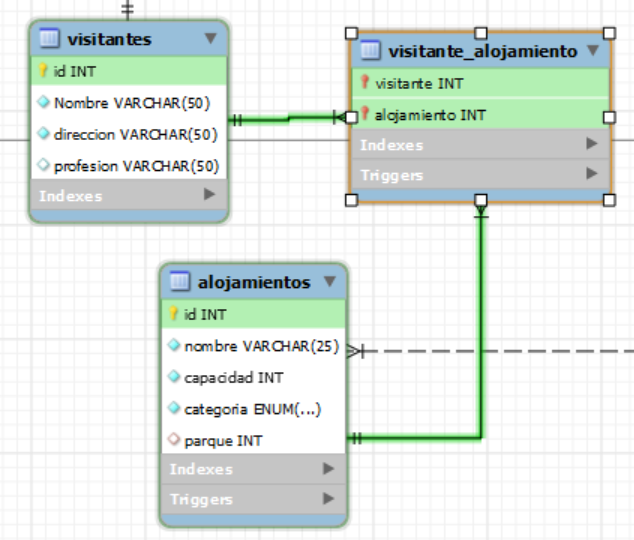 visitantes
id INT
Nombre VARCHAR(50)
direccion VARCHAR(50)
profesion VARCHAR(50)
Indexes
visitante_alojamiento
visitante INT
alojamiento INT
Indexes
Triggers
alojamientos
id INT
nombre VARCHAR(25)
capacidad INT
categoria ENUM(...)
parque INT
Indexes
Triggers